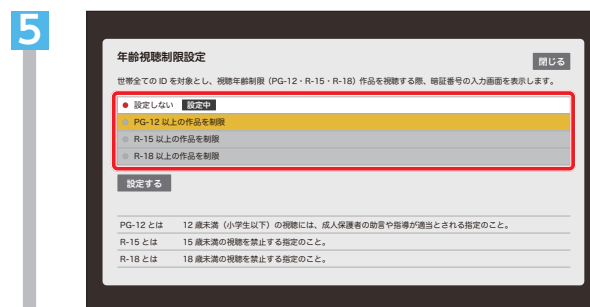 5
年齢視聴制限設定
閉じる
世帯全ての ID を対象とし、視聴年齢制限（PG-12・R-15・R-18）作品を視聴する際、暗証番号の入力画面を表示します。
設定しない 設定中
PG-12 以上の作品を制限
R-15 以上の作品を制限
R-18 以上の作品を制限
設定する
PG-12 とは 12 歳未満（小学生以下）の視聴には、成人保護者の助言や指導が適当とされる指定のこと。
R-15 とは 15 歳未満の視聴を禁止する指定のこと。
R-18 とは 18 歳未満の視聴を禁止する指定のこと。